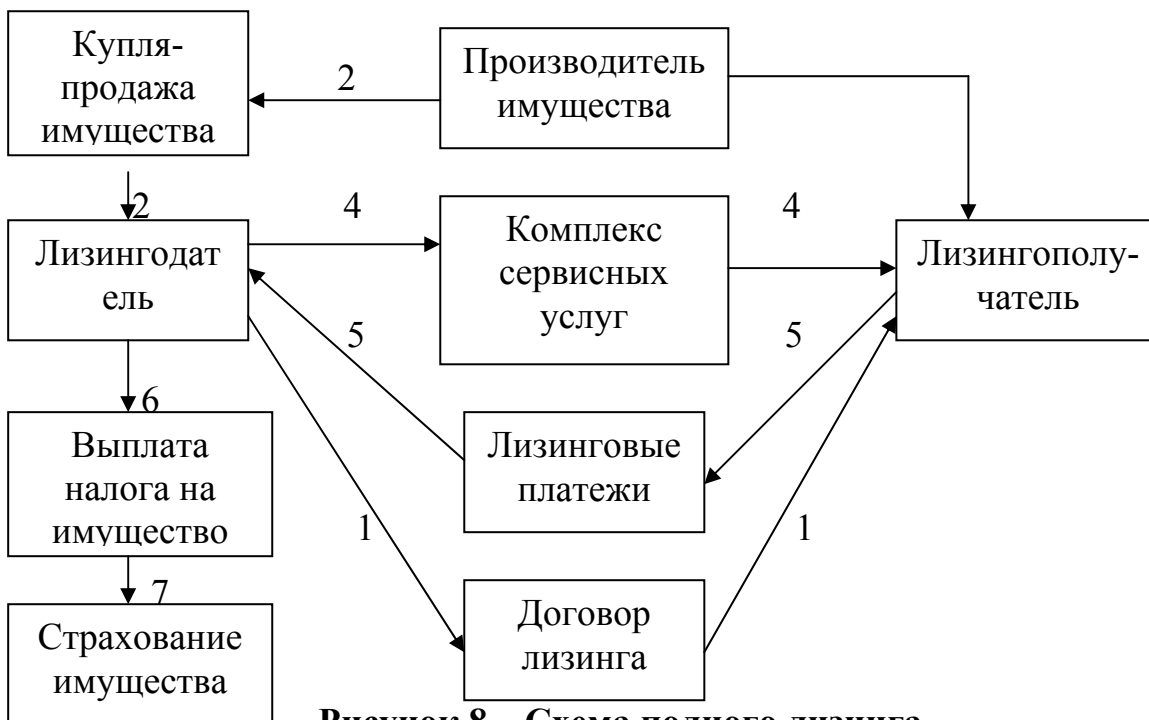 Купля-
продажа
имущества
2
Производитель
имущества
2
Лизингодат
ель
4
Комплекс
сервисных
услуг
4
Лизингополу-
чатель
5
5
6
Выплата
налога на
имущество
Лизинговые
платежи
1
1
7
Страхование
имущества
Договор
лизинга
Рисунок 8 – Схема полного лизинга